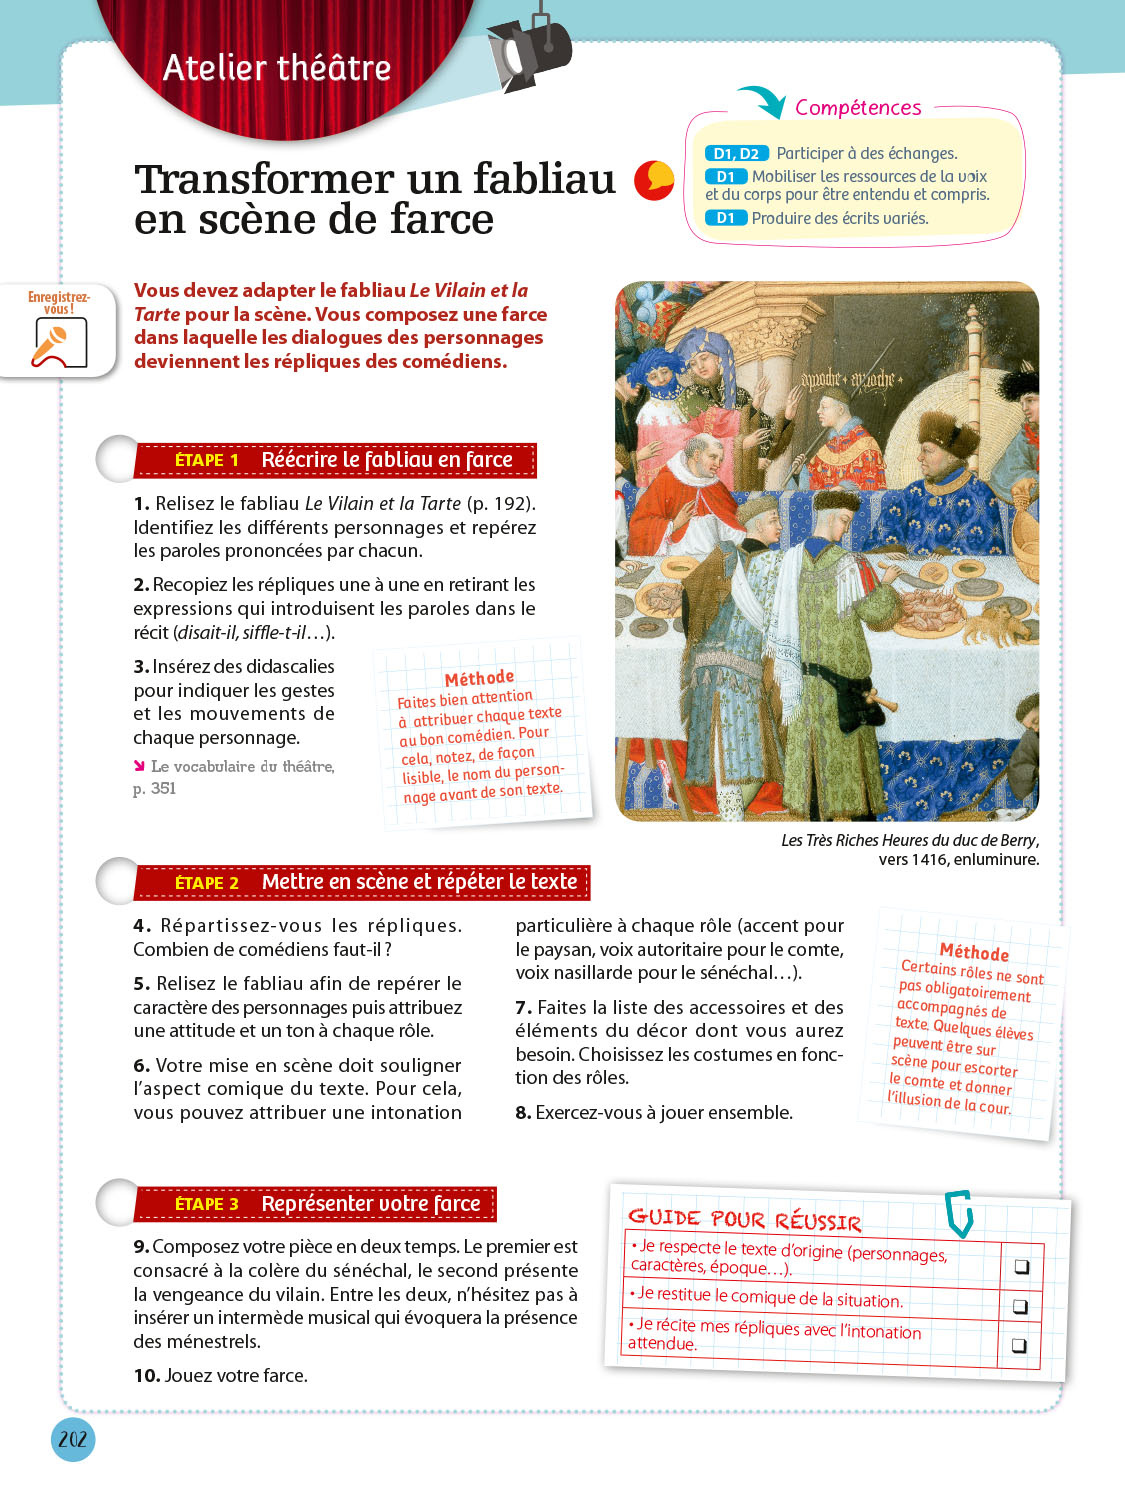 Atelier théâtre
Compétences
D1, D2 Participer à des échanges.
D1 Mobiliser les ressources de la voix
et du corps pour être entendu et compris.
D1 Produire des écrits variés.
Transformer un fabliau
en scène de farce
Enregistrez-
vous !
Vous devez adapter le fabliau Le Vilain et la
Tarte pour la scène. Vous composez une farce
dans laquelle les dialogues des personnages
deviennent les répliques des comédiens.
ÉTAPE 1 Réécrire le fabliau en farce
1. Relisez le fabliau Le Vilain et la Tarte (p. 192).
Identifiez les différents personnages et repérez
les paroles prononcées par chacun.
2. Recopiez les répliques une à une en retirant les
expressions qui introduisent les paroles dans le
récit (disait-il, siffle-t-il…).
3. Insérez des didascalies
pour indiquer les gestes
et les mouvements de
chaque personnage.
Le vocabulaire du théâtre,
p. 351
Méthode
Faites bien attention
à attribuer chaque texte
au bon comédien. Pour
cela, notez, de façon
lisible, le nom du person-
nage avant de son texte.
aproche + aproche +
Les Très Riches Heures du duc de Berry,
vers 1416, enluminure.
ÉTAPE 2 Mettre en scène et répéter le texte
4. Répartissez-vous les répliques.
Combien de comédiens faut-il ?
5. Relisez le fabliau afin de repérer le
caractère des personnages puis attribuez
une attitude et un ton à chaque rôle.
6. Votre mise en scène doit souligner
l'aspect comique du texte. Pour cela,
vous pouvez attribuer une intonation
particulière à chaque rôle (accent pour
le paysan, voix autoritaire pour le comte,
voix nasillarde pour le sénéchal…).
7. Faites la liste des accessoires et des
éléments du décor dont vous aurez
besoin. Choisissez les costumes en fonc-
tion des rôles.
8. Exercez-vous à jouer ensemble.
Méthode
Certains rôles ne sont
pas obligatoirement
accompagnés de
texte. Quelques élèves
peuvent être sur
scène pour escorter
le comte et donner
l'illusion de la cour.
ÉTAPE 3 Représenter votre farce
9. Composez votre pièce en deux temps. Le premier est
consacré à la colère du sénéchal, le second présente
la vengeance du vilain. Entre les deux, n'hésitez pas à
insérer un intermède musical qui évoquera la présence
des ménestrels.
10. Jouez votre farce.
GUIDE POUR RÉUSSIR
• Je respecte le texte d'origine (personnages,
caractères, époque…).
• Je restitue le comique de la situation.
• Je récite mes répliques avec l'intonation
attendue.
202